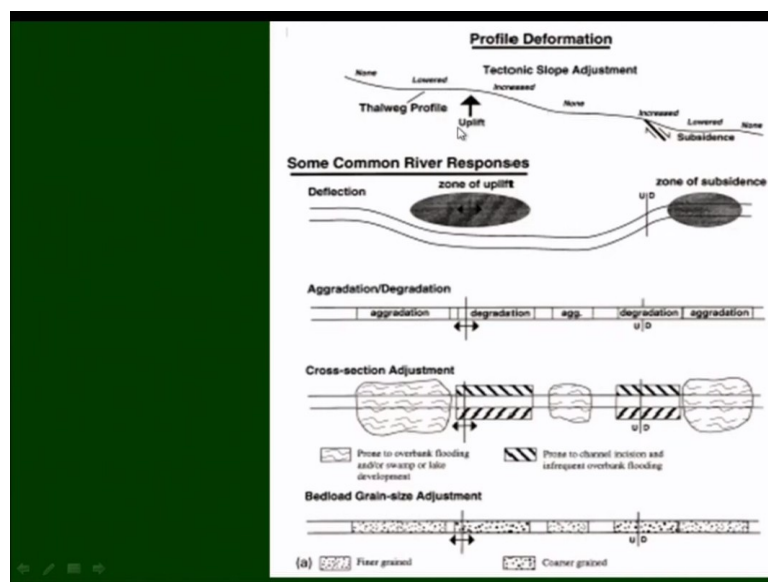 Profile Deformation
Tectonic Slope Adjustment
None
Lowered
Increased
None
Increased
Lowered
None
Thalweg Profile
Uplift
Subsidence
Some Common River Responses
zone of uplift
zone of subsidence
Deflection
U D
Aggradation/Degradation
aggradation
degradation
agg.
degradation
aggradation
U D
Cross-section Adjustment
U D
Prone to overbank flooding
and/or swamp or lake
development
Prone to channel incision and
infrequent overbank flooding
Bedload Grain-size Adjustment
U D
(a)
Finer grained
Coarser grained